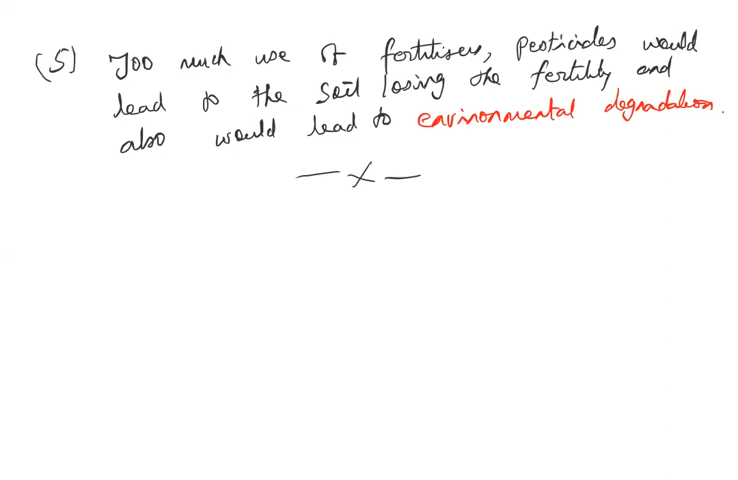 (5) Too much use of fertilisers, pesticides would
lead to the soil losing the fertility and
also would lead to environmental degradation.
— x —